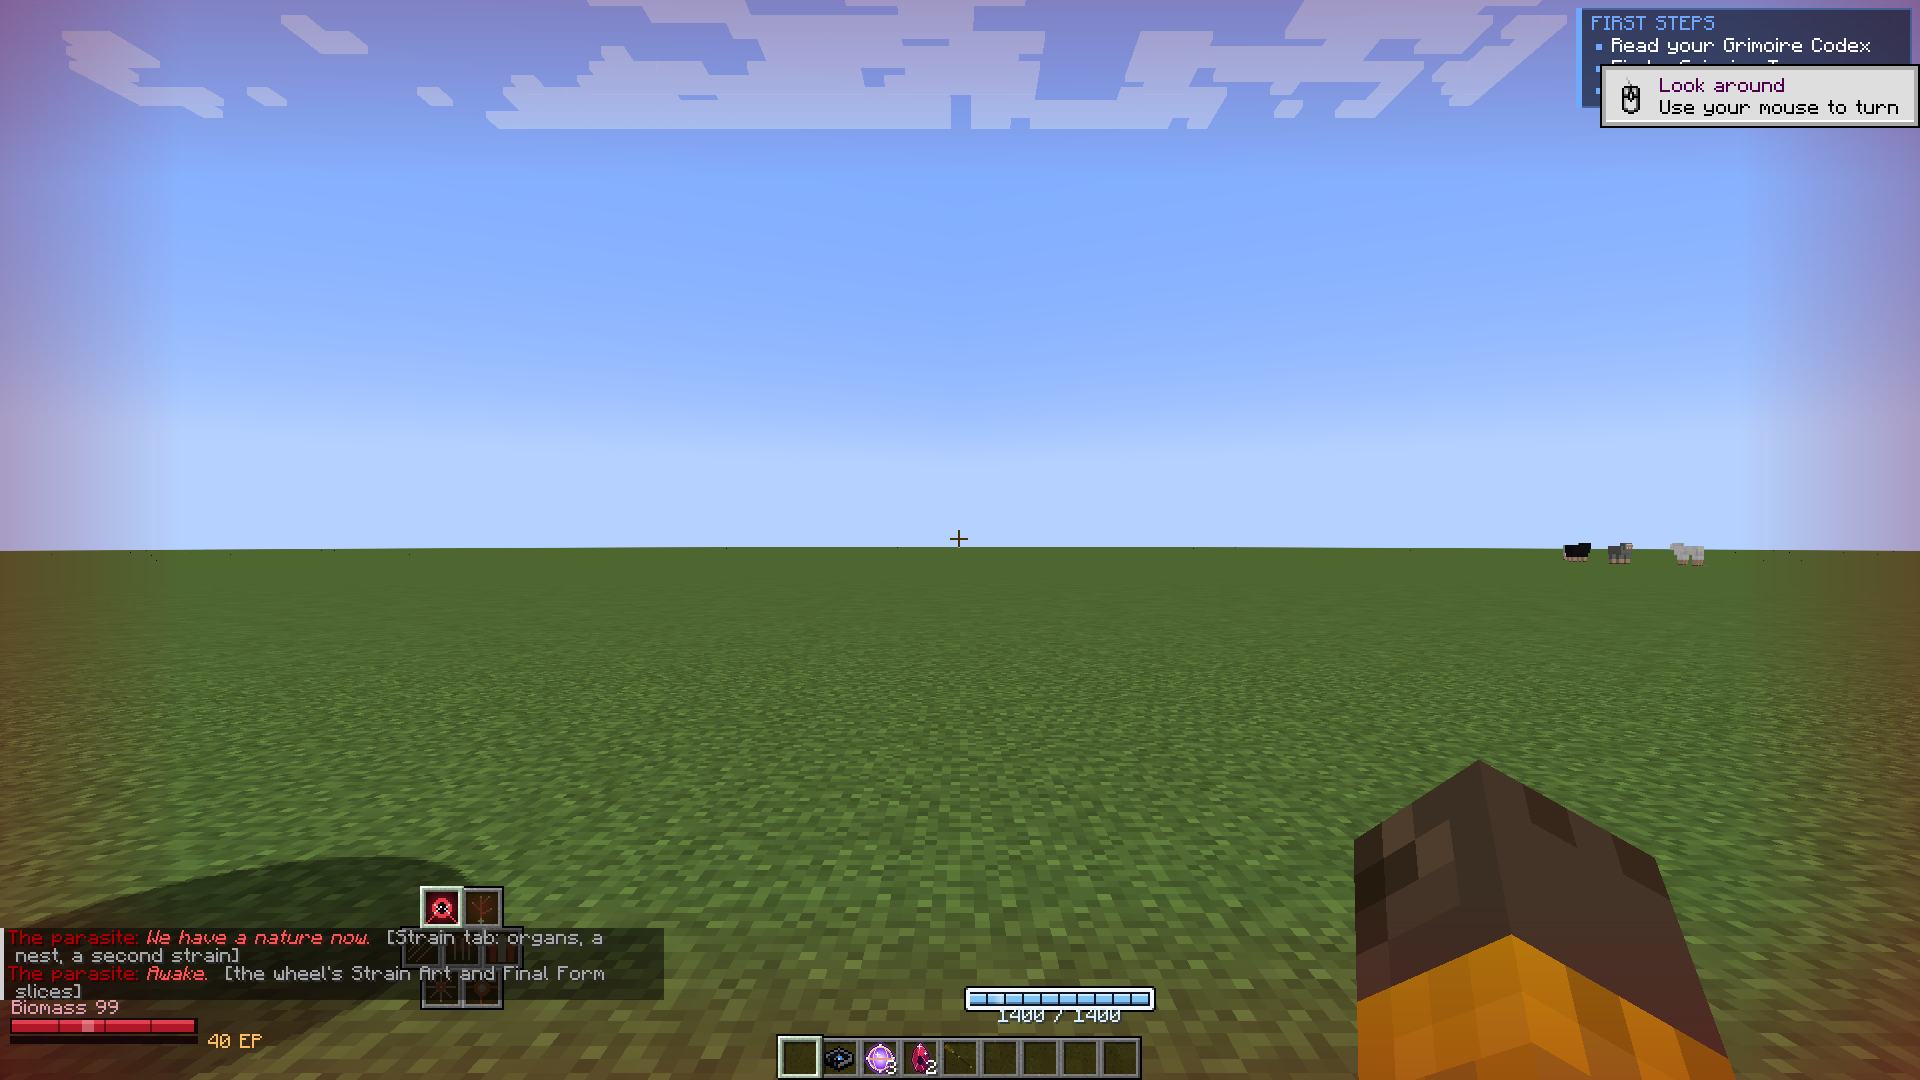 FIRST STEPS
Read your Grimoire Codex
Look around
Use your mouse to turn
The parasite: We have a nature now. [Strain tab: organs, a
nest, a second strain]
The parasite: Awake. [the wheel's Strain Art and Final Form
slices]
Biomass 99
40 EP
1400 / 1400
3
2